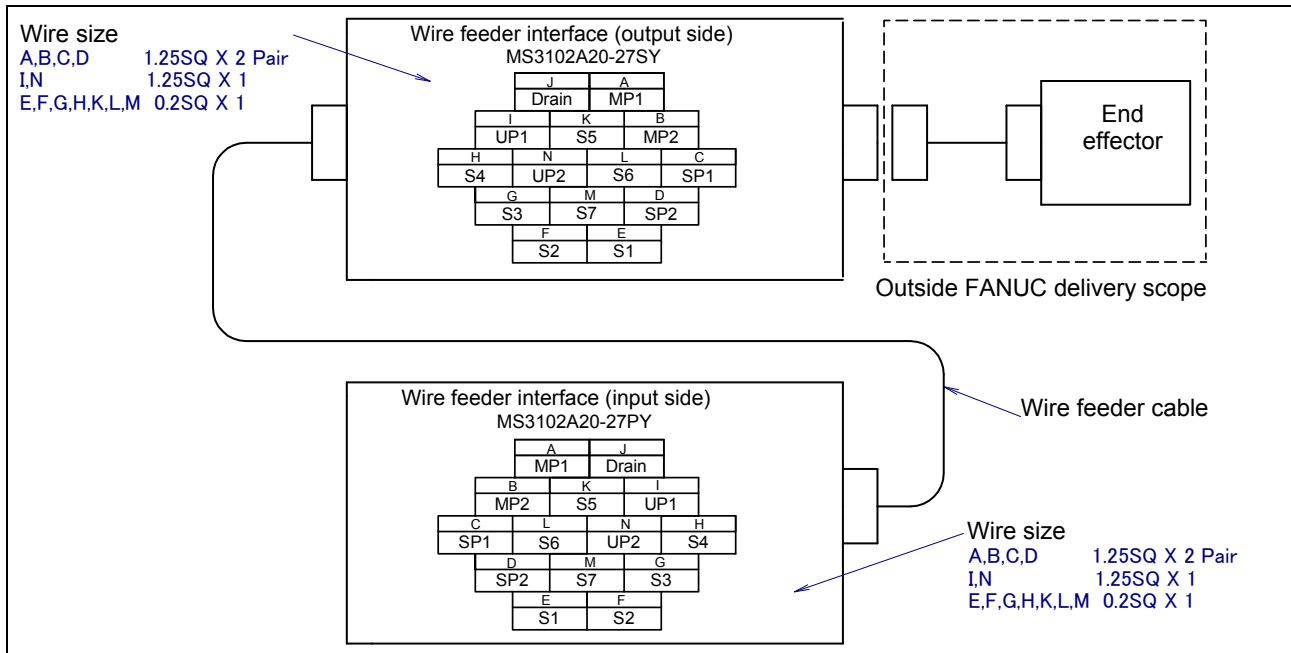 Wire size
A,B,C,D 1.25SQ X 2 Pair
I,N 1.25SQ X 1
E,F,G,H,K,L,M 0.2SQ X 1
Wire feeder interface (output side)
MS3102A20-27SY
J A
Drain MP1
I K B
UP1 S5 MP2
H N L C
S4 UP2 S6 SP1
G M D
S3 S7 SP2
F E
S2 S1
End
effector
Outside FANUC delivery scope
Wire feeder interface (input side)
MS3102A20-27PY
A J
MP1 Drain
B K I
MP2 S5 UP1
C L N H
SP1 S6 UP2 S4
D M G
SP2 S7 S3
E F
S1 S2
Wire feeder cable
Wire size
A,B,C,D 1.25SQ X 2 Pair
I,N 1.25SQ X 1
E,F,G,H,K,L,M 0.2SQ X 1